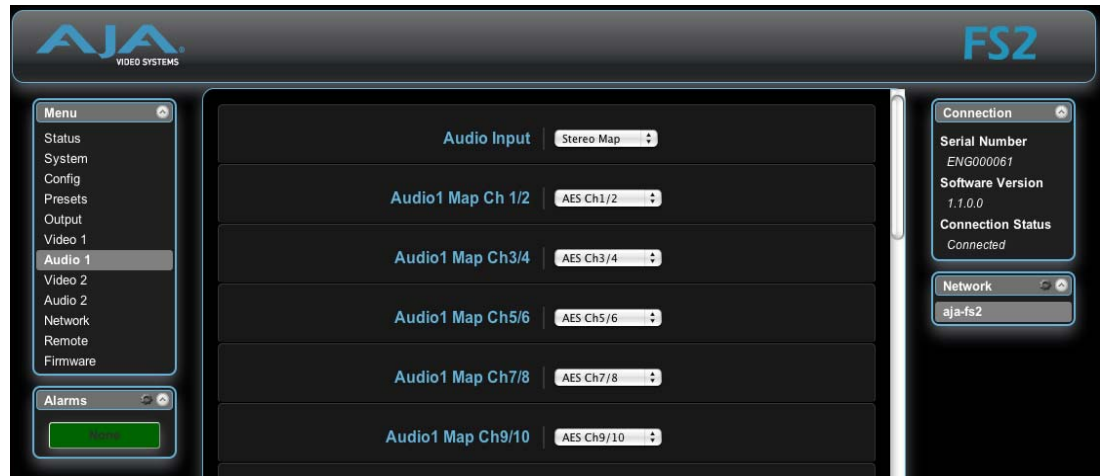 AJA
VIDEO SYSTEMS
FS2
Menu
Status
System
Config
Presets
Output
Video 1
Audio 1
Video 2
Audio 2
Network
Remote
Firmware
Alarms
None
Audio Input
Stereo Map
Audio1 Map Ch 1/2
AES Ch1/2
Audio1 Map Ch3/4
AES Ch3/4
Audio1 Map Ch5/6
AES Ch5/6
Audio1 Map Ch7/8
AES Ch7/8
Audio1 Map Ch9/10
AES Ch9/10
Connection
Serial Number
ENG000061
Software Version
1.1.0.0
Connection Status
Connected
Network
aja-fs2